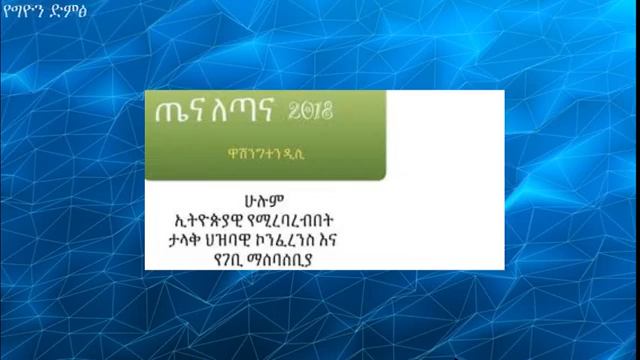 የግዮን ድምፅ
ጤና ለጣና 2018
ዋሽንግተን ዲሲ
ሁሉም
ኢትዮጵያዊ የሚረባረብበት
ታላቅ ህዝባዊ ኮንፈረንስ እና
የገቢ ማሰባሰቢያ